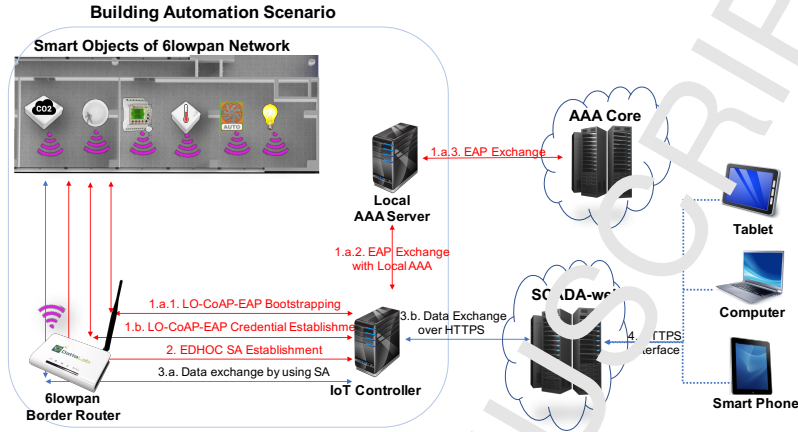 Building Automation Scenario
Smart Objects of 6lowpan Network
CO2
AUTO
AAA Core
1.a.3. EAP Exchange
Local
AAA Server
Tablet
1.a.2. EAP Exchange
with Local AAA
1.a.1. LO-CoAP-EAP Bootstrapping
1.b. LO-CoAP-EAP Credential Establishme
3.b. Data Exchange
over HTTPS
Computer
2. EDHOC SA Establishment
3.a. Data exchange by using SA
IoT Controller
6lowpan
Border Router
Smart Phone